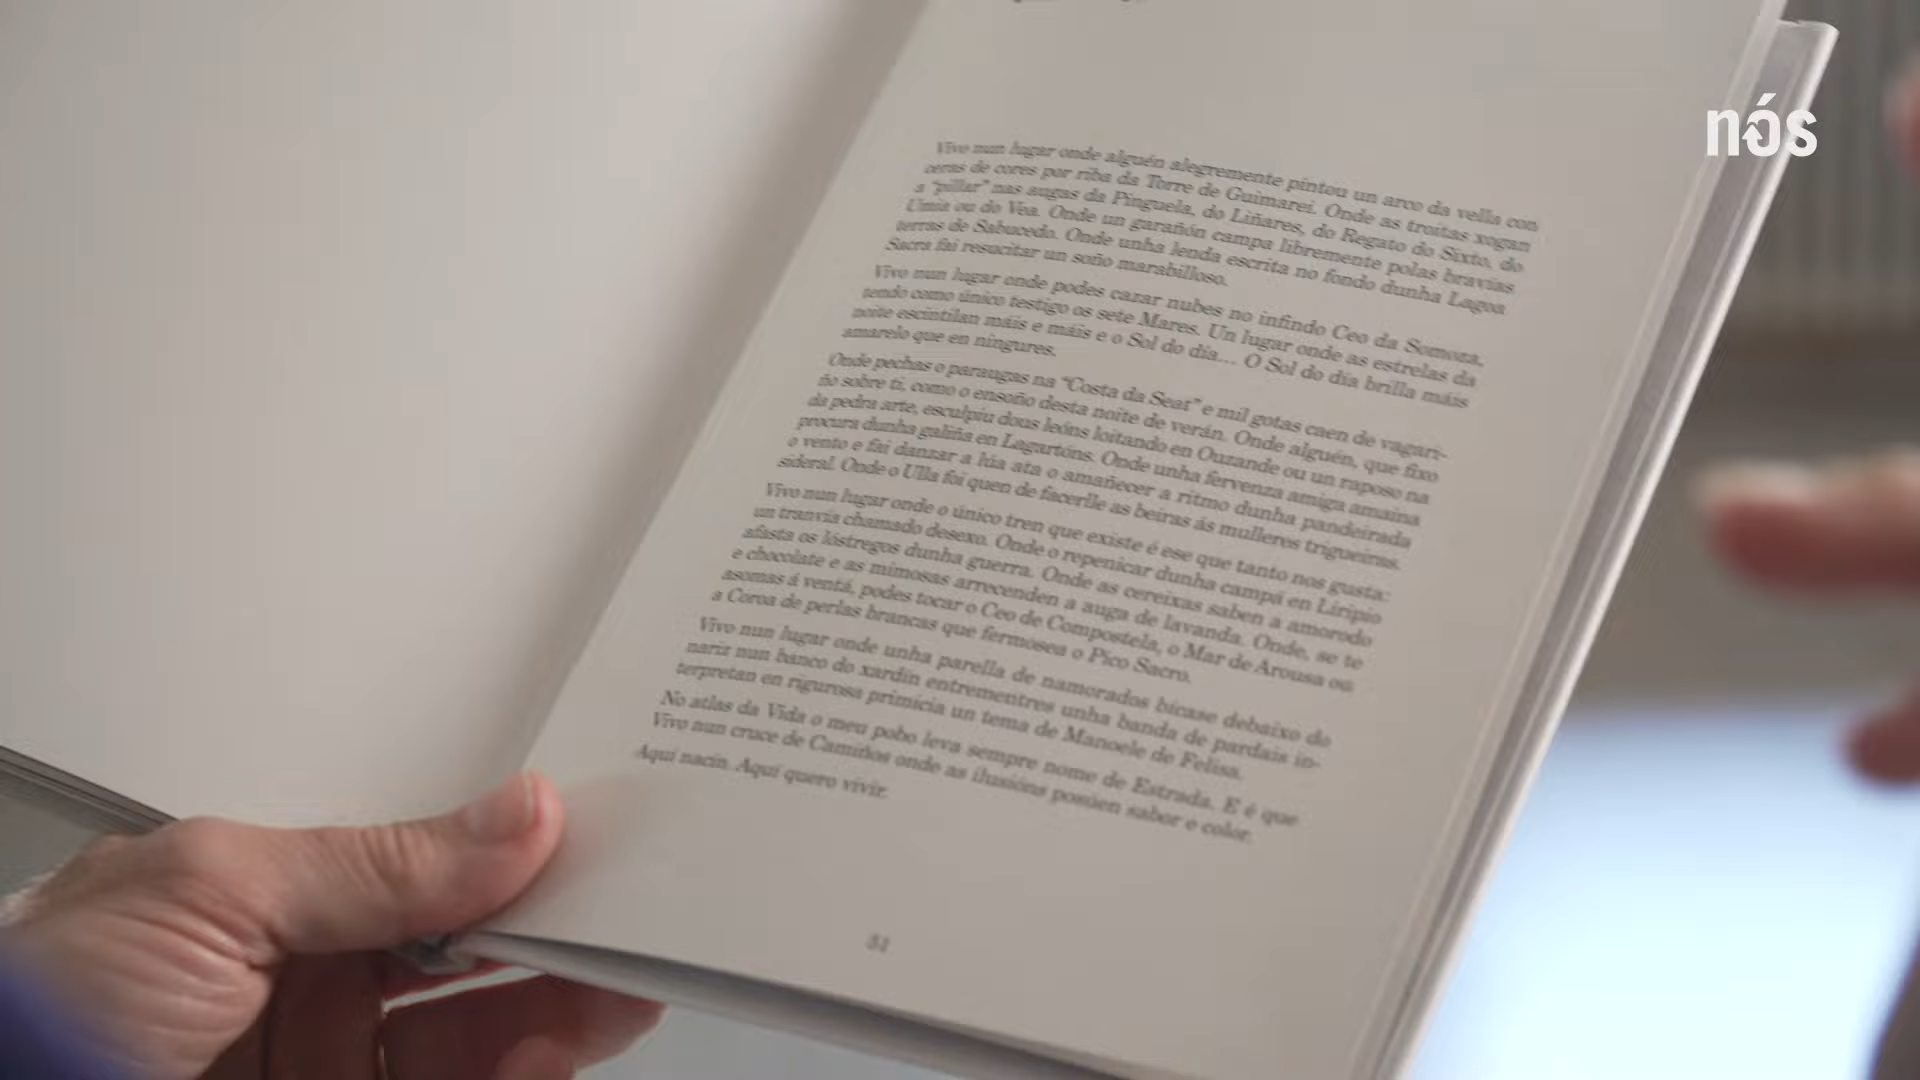 nós
Vivo nun lugar onde alguén alegremente pintou un arco da vella con
ceras de cores por riba da Torre de Guimarei. Onde as troitas xogan
a “pillar” nas augas da Pinguela, do Liñares, do Regato do Sixto, do
Umia ou do Vea. Onde un garañón campa libremente polas bravías
terras de Sabucedo. Onde unha lenda escrita no fondo dunha Lagoa
Sacra fai resucitar un soño marabilloso.
Vivo nun lugar onde podes cazar nubes no infindo Ceo da Somoza,
tendo como único testigo os sete Mares. Un lugar onde as estrelas da
noite escintilan máis e máis e o Sol do día... O Sol do día brilla máis
amarelo que en ningures.
Onde pechas o paraugas na “Costa da Seat” e mil gotas caen de vagari-
ño sobre ti, como o ensoño desta noite de verán. Onde alguén, que fixo
da pedra arte, esculpiu dous leóns loitando en Ouzande ou un raposo na
procura dunha galiña en Lagartóns. Onde unha fervenza amiga amaina
o vento e fai danzar a lúa ata o amañecer a ritmo dunha pandeirada
sideral. Onde o Ulla foi quen de facerlle as beiras ás mulleres trigueiras.
Vivo nun lugar onde o único tren que existe é ese que tanto nos gusta:
un tranvía chamado desexo. Onde o repenicar dunha campá en Liripio
afasta os lóstregos dunha guerra. Onde as cereixas saben a amorodo
e chocolate e as mimosas arrecenden a auga de lavanda. Onde, se te
asomas á ventá, podes tocar o Ceo de Compostela, o Mar de Arousa ou
a Coroa de perlas brancas que fermosea o Pico Sacro.
Vivo nun lugar onde unha parella de namorados bícase debaixo do
nariz nun banco do xardín entrementres unha banda de pardais in-
terpretan en rigurosa primicia un tema de Manoele de Felisa.
No atlas da Vida o meu pobo leva sempre nome de Estrada. E é que
Vivo nun cruce de Camiños onde as ilusións posúen sabor e color.
Aquí nacín. Aquí quero vivir.
31